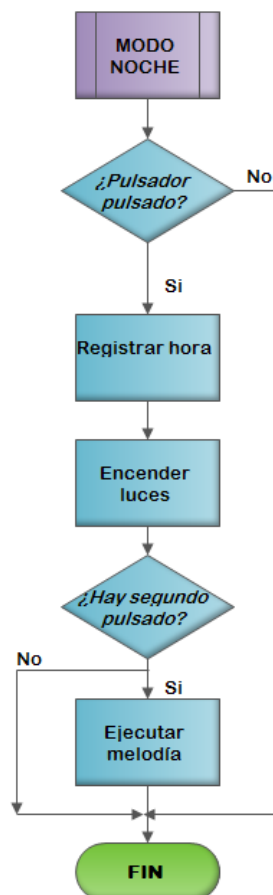 MODO
NOCHE
¿Pulsador
pulsado?
No
Si
Registrar hora
Encender
luces
¿Hay segundo
pulsado?
No
Si
Ejecutar
melodía
FIN